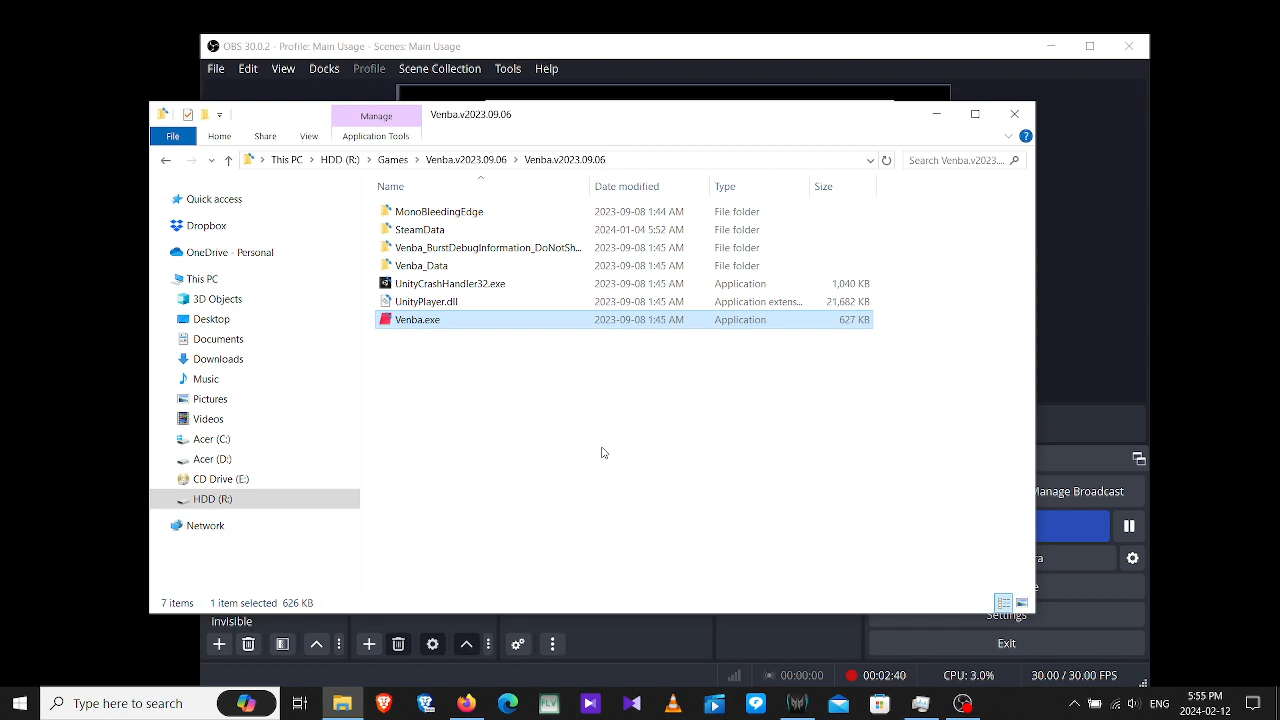 OBS 30.0.2 - Profile: Main Usage - Scenes: Main Usage
File Edit View Docks Profile Scene Collection Tools Help
Manage Venba.v2023.09.06
File Home Share View Application Tools
This PC > HDD (R:) > Games > Venba.v2023.09.06 > Venba.v2023.09.06
Search Venba.v2023....
Name Date modified Type Size
MonoBleedingEdge 2023-09-08 1:44 AM File folder
SteamData 2024-01-04 5:52 AM File folder
Venba_BurstDebugInformation_DoNotSh... 2023-09-08 1:45 AM File folder
Venba_Data 2023-09-08 1:45 AM File folder
UnityCrashHandler32.exe 2023-09-08 1:45 AM Application 1,040 KB
UnityPlayer.dll 2023-09-08 1:45 AM Application extens... 21,682 KB
Venba.exe 2023-09-08 1:45 AM Application 627 KB
Quick access
Dropbox
OneDrive - Personal
This PC
3D Objects
Desktop
Documents
Downloads
Music
Pictures
Videos
Acer (C:)
Acer (D:)
CD Drive (E:)
HDD (R:)
Network
7 items 1 item selected 626 KB
Manage Broadcast
ra
Settings
Exit
Invisible
00:00:00 00:02:40 CPU: 3.0% 30.00 / 30.00 FPS
Type here to search
FLV
5:55 PM
2024-02-12